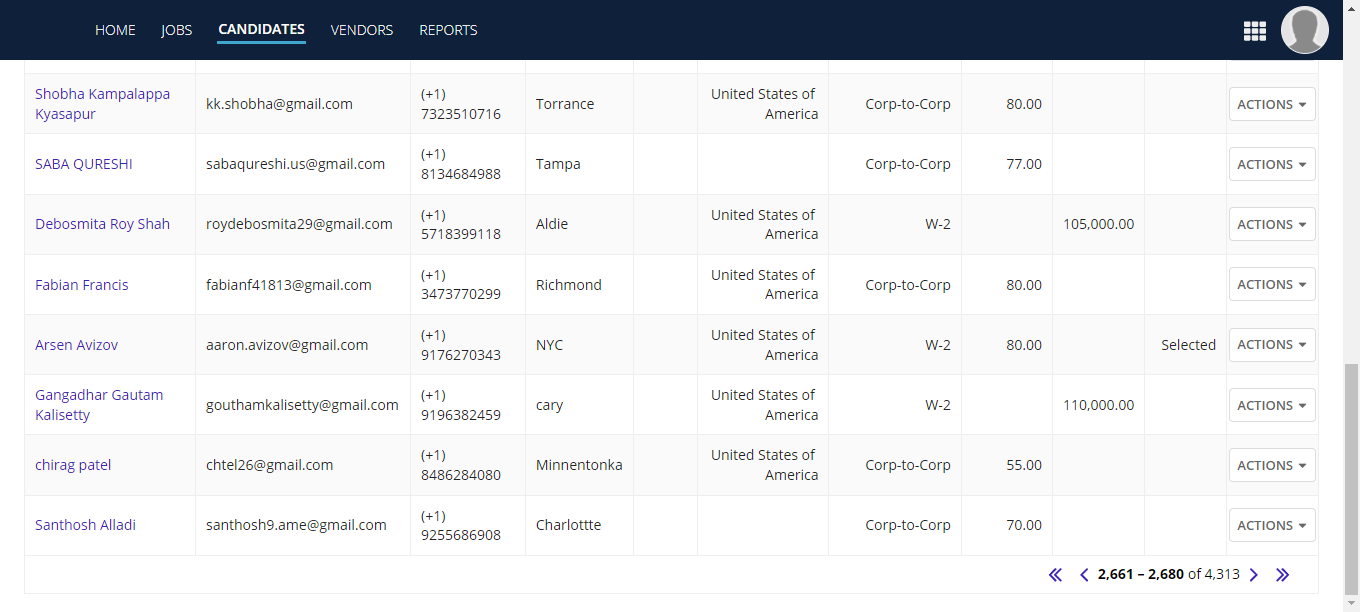 HOME JOBS CANDIDATES VENDORS REPORTS
Shobha Kampalappa
Kyasapur
kk.shobha@gmail.com
(+1)
7323510716
Torrance
United States of
America
Corp-to-Corp
80.00
ACTIONS
SABA QURESHI
sabaqureshi.us@gmail.com
(+1)
8134684988
Tampa
Corp-to-Corp
77.00
ACTIONS
Debosmita Roy Shah
roydebosmita29@gmail.com
(+1)
5718399118
Aldie
United States of
America
W-2
105,000.00
ACTIONS
Fabian Francis
fabianf41813@gmail.com
(+1)
3473770299
Richmond
United States of
America
Corp-to-Corp
80.00
ACTIONS
Arsen Avizov
aaron.avizov@gmail.com
(+1)
9176270343
NYC
United States of
America
W-2
80.00
Selected
ACTIONS
Gangadhar Gautam
Kalisetty
gouthamkalisetty@gmail.com
(+1)
9196382459
cary
United States of
America
W-2
110,000.00
ACTIONS
chirag patel
chtel26@gmail.com
(+1)
8486284080
Minnentonka
United States of
America
Corp-to-Corp
55.00
ACTIONS
Santhosh Alladi
santhosh9.ame@gmail.com
(+1)
9255686908
Charlottte
Corp-to-Corp
70.00
ACTIONS
2,661 – 2,680 of 4,313